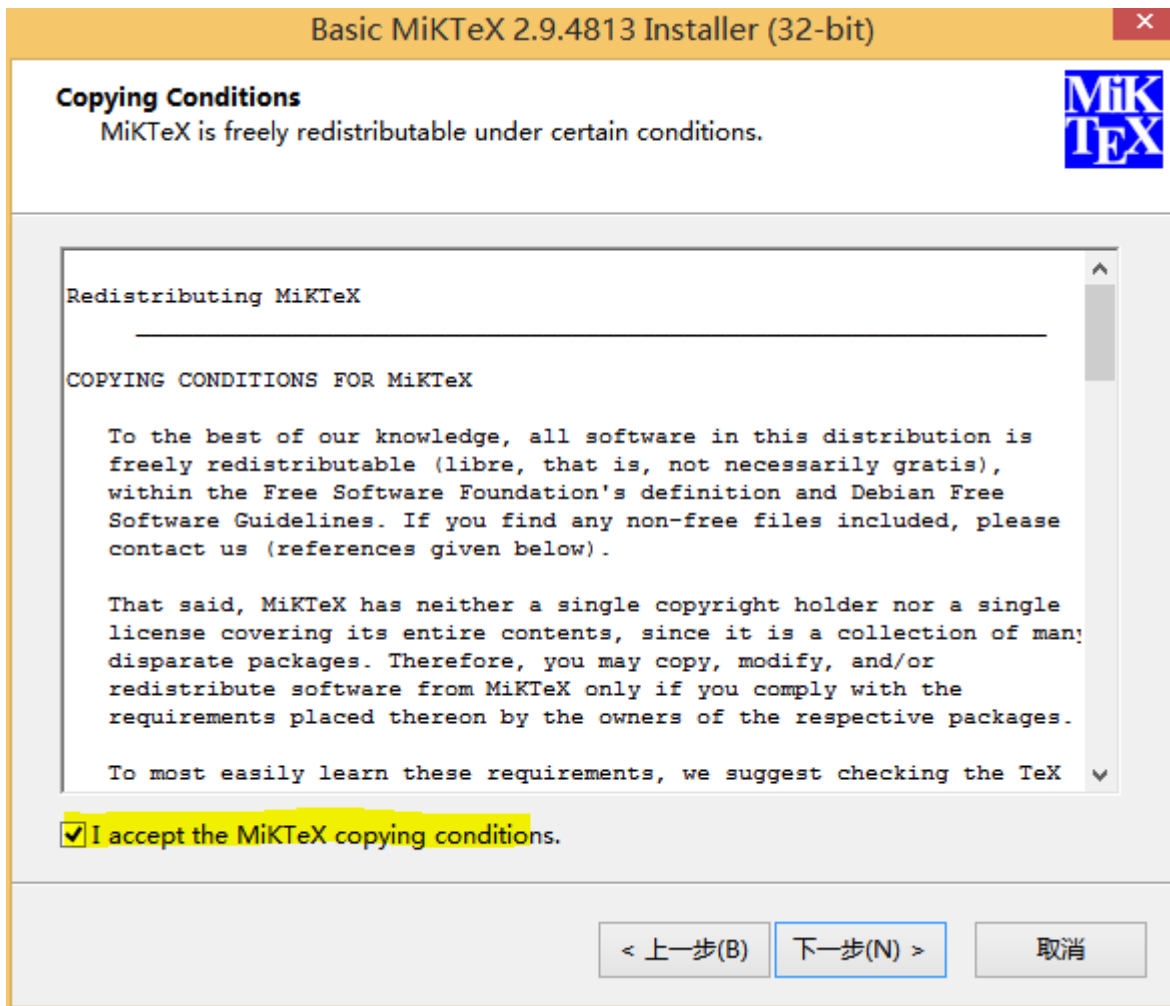 Basic MiKTeX 2.9.4813 Installer (32-bit)
×
Copying Conditions
MiKTeX is freely redistributable under certain conditions.
MiK
TEX
Redistributing MiKTeX
COPYING CONDITIONS FOR MiKTeX
To the best of our knowledge, all software in this distribution is
freely redistributable (libre, that is, not necessarily gratis),
within the Free Software Foundation's definition and Debian Free
Software Guidelines. If you find any non-free files included, please
contact us (references given below).
That said, MiKTeX has neither a single copyright holder nor a single
license covering its entire contents, since it is a collection of many
disparate packages. Therefore, you may copy, modify, and/or
redistribute software from MiKTeX only if you comply with the
requirements placed thereon by the owners of the respective packages.
To most easily learn these requirements, we suggest checking the TeX
I accept the MiKTeX copying conditions.
< 上一步(B) 下一步(N) > 取消